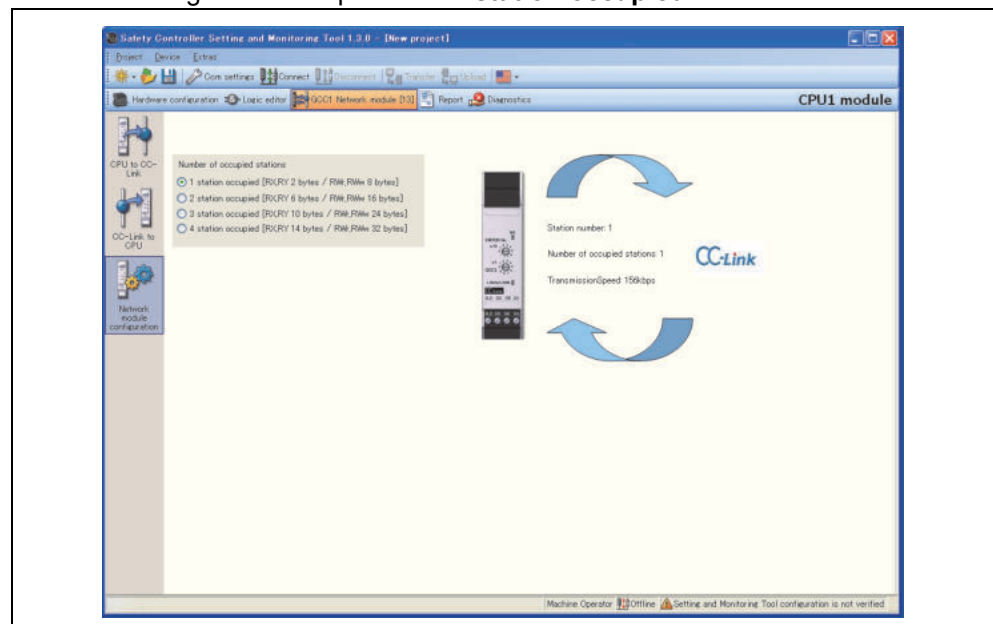 Safety Controller Setting and Monitoring Tool 1.3.0 - [New project]
Project Device Extras
Com settings Connect Disconnect Transfer Upload
Hardware configuration Logic editor GCC1 Network module [13] Report Diagnostics CPU1 module
CPU to CC-
Link
CC-Link to
CPU
Network
module
configuration
Number of occupied stations
1 station occupied [RX,RY 2 bytes / RWr,RWw 8 bytes]
2 station occupied [RX,RY 6 bytes / RWr,RWw 16 bytes]
3 station occupied [RX,RY 10 bytes / RWr,RWw 24 bytes]
4 station occupied [RX,RY 14 bytes / RWr,RWw 32 bytes]
Station number: 1
Number of occupied stations 1
TransmissionSpeed 156kbps
CC-Link
Machine Operator Offline Setting and Monitoring Tool configuration is not verified